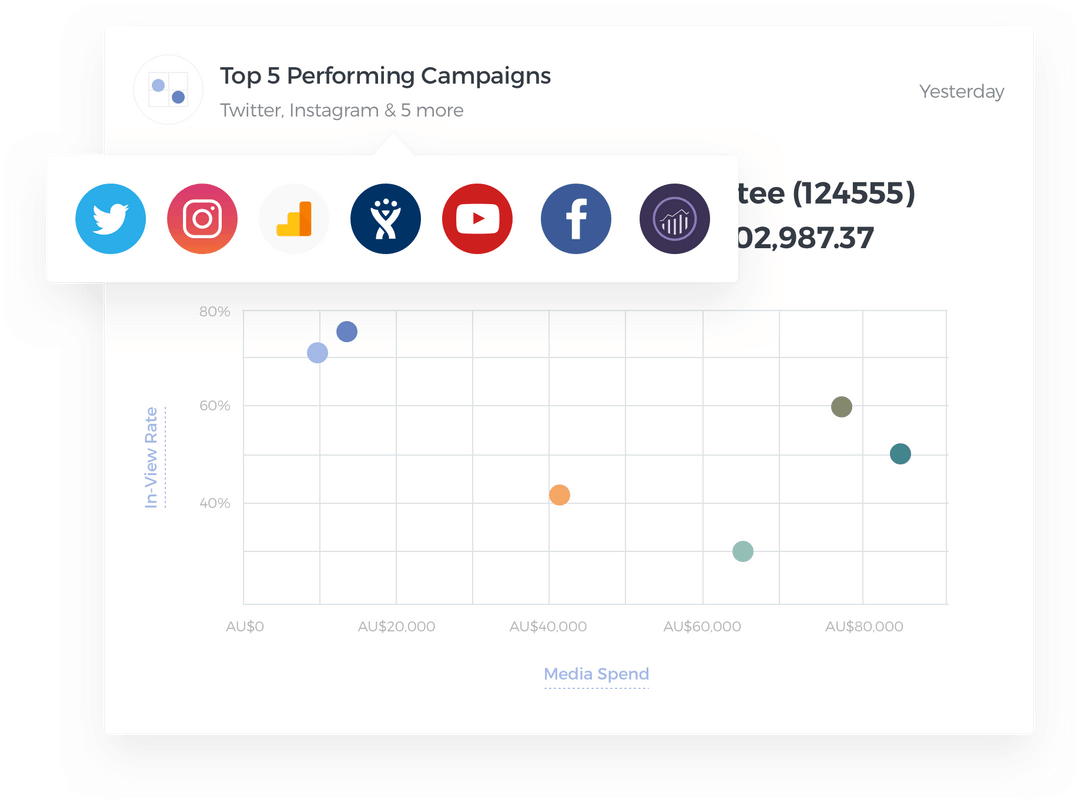 Top 5 Performing Campaigns
Twitter, Instagram & 5 more
Yesterday
tee (124555)
02,987.37
80%
60%
40%
In-View Rate
AU$0
AU$20,000
AU$40,000
AU$60,000
AU$80,000
Media Spend